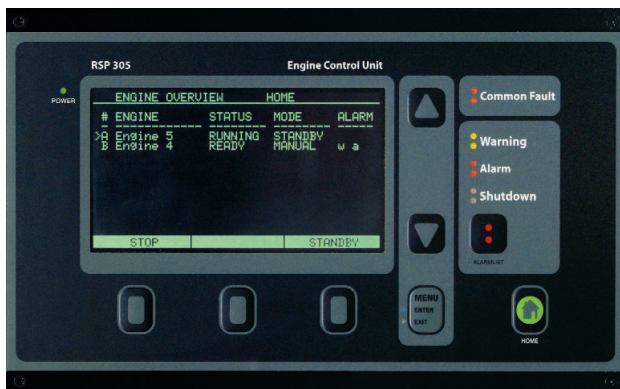 RSP 305 Engine Control Unit
POWER
ENGINE OVERVIEW HOME
# ENGINE STATUS MODE ALARM
>A Engine 5 RUNNING STANDBY
B Engine 4 READY MANUAL w a
STOP STANDBY
Common Fault
Warning
Alarm
Shutdown
ALARMLIST
MENU
ENTER
EXIT
HOME